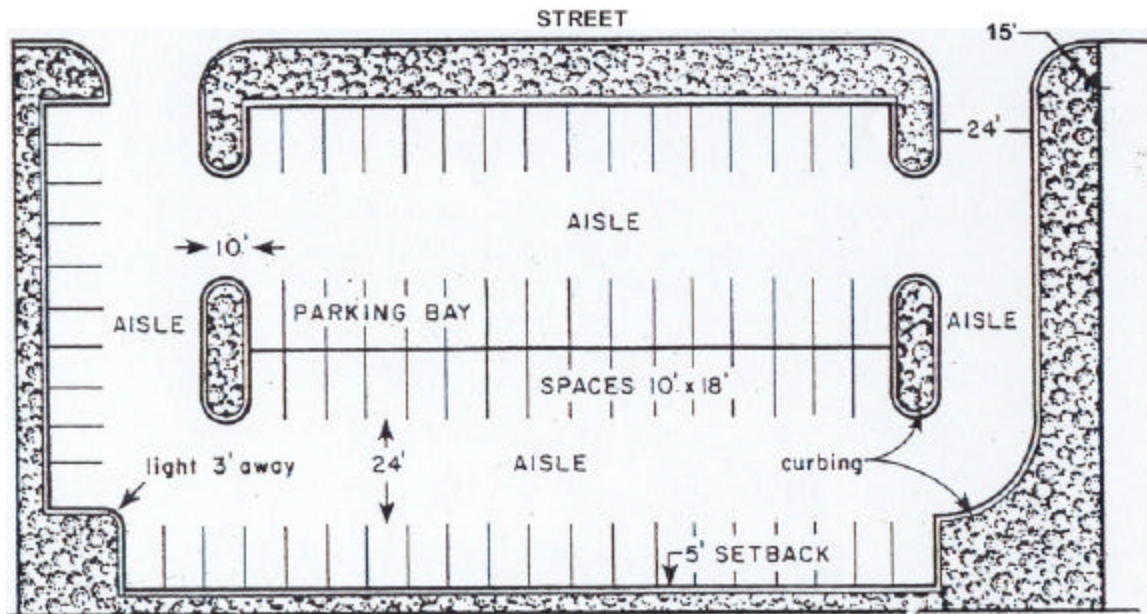 STREET
15'
24'
AISLE
10.'
PARKING BAY
AISLE
AISLE
SPACES 10'. x 18'
light 3' away
24'
AISLE
curbing
5' SETBACK